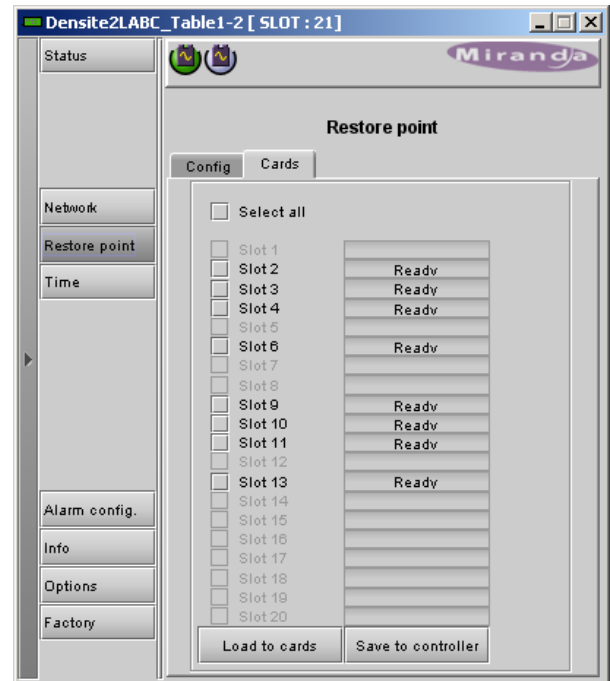 Densite2LABC_Table1-2 [ SLOT : 21]
Status
Miranda
Restore point
Config Cards
Network
Restore point
Time
Alarm config.
Info
Options
Factory
Select all
Slot 1
Slot 2 Ready
Slot 3 Ready
Slot 4 Ready
Slot 5
Slot 6 Ready
Slot 7
Slot 8
Slot 9 Ready
Slot 10 Ready
Slot 11 Ready
Slot 12
Slot 13 Ready
Slot 14
Slot 15
Slot 16
Slot 17
Slot 18
Slot 19
Slot 20
Load to cards Save to controller